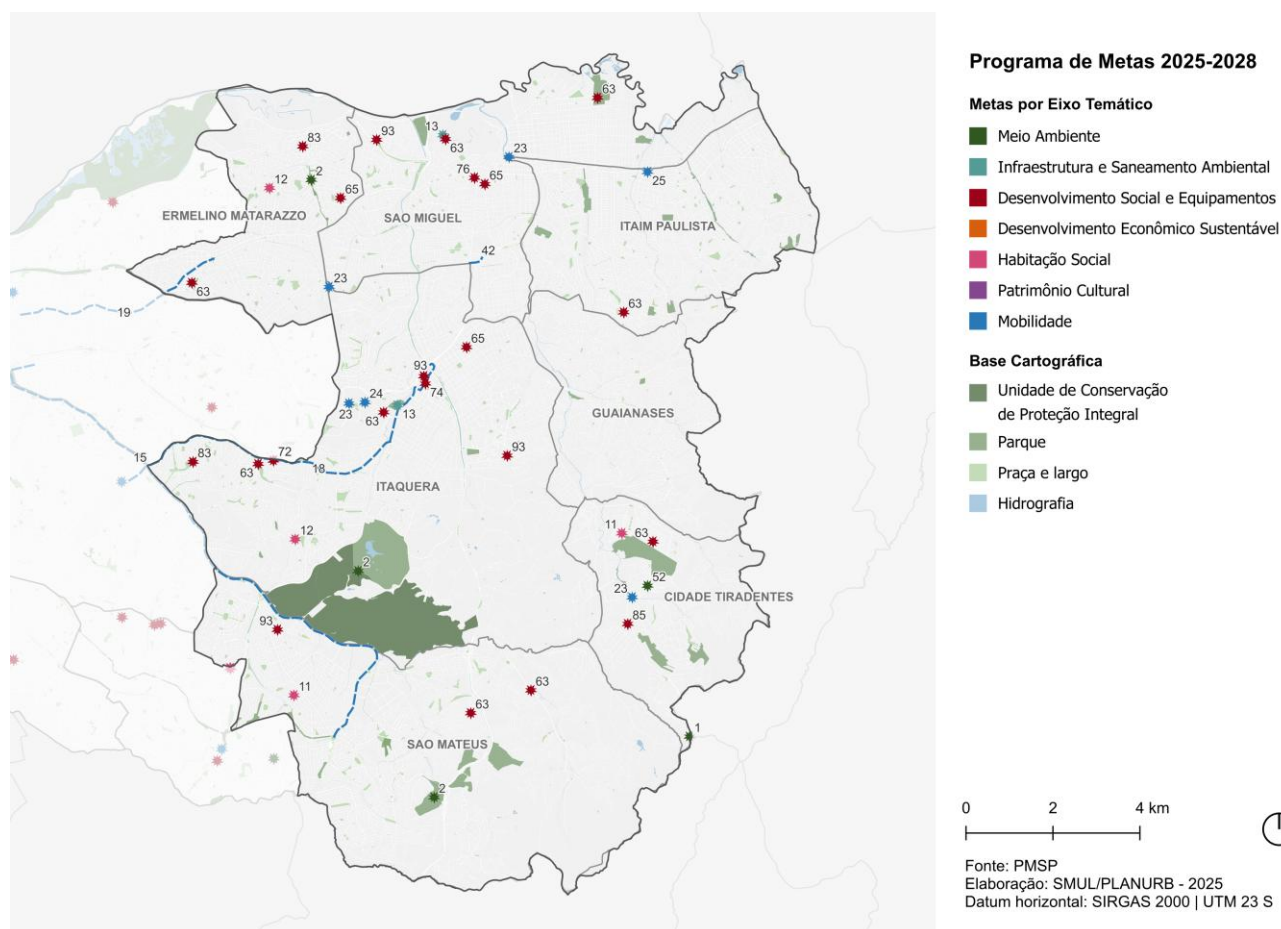 63
83
93
13
63
23
12
2
76
65
25
65
ERMELINO MATARAZZO
SAO MIGUEL
ITAIM PAULISTA
42
23
63
19
63
65
93
74
GUAIANASES
23
24
63
13
15
83
63
72
18
93
ITAQUERA
12
11
63
2
52
23
CIDADE TIRADENTES
85
93
11
63
63
1
SAO MATEUS
2
Programa de Metas 2025-2028
Metas por Eixo Temático
Meio Ambiente
Infraestrutura e Saneamento Ambiental
Desenvolvimento Social e Equipamentos
Desenvolvimento Econômico Sustentável
Habitação Social
Patrimônio Cultural
Mobilidade
Base Cartográfica
Unidade de Conservação
de Proteção Integral
Parque
Praça e largo
Hidrografia
0 2 4 km
Fonte: PMSP
Elaboração: SMUL/PLANURB - 2025
Datum horizontal: SIRGAS 2000 | UTM 23 S